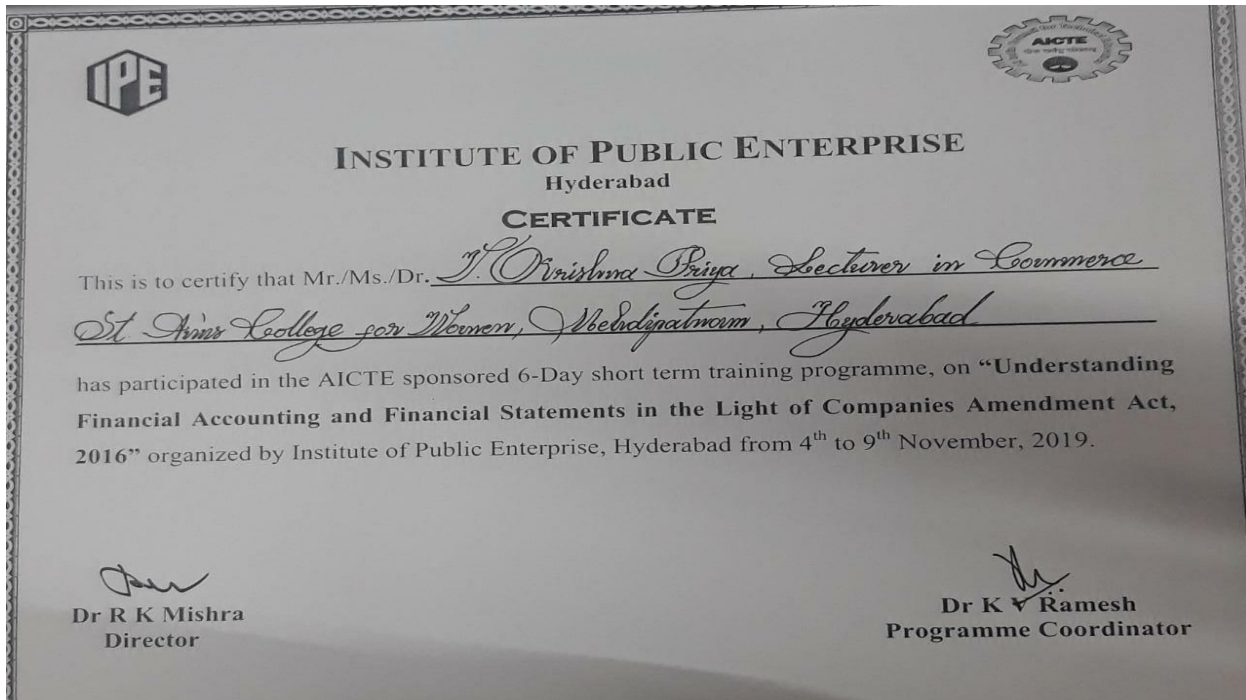 IPE
AICTE
INSTITUTE OF PUBLIC ENTERPRISE
Hyderabad
CERTIFICATE
This is to certify that Mr./Ms./Dr. T. Krishna Priya, Lecturer in Commerce
St. Ann's College for Women, Mehdipatnam, Hyderabad
has participated in the AICTE sponsored 6-Day short term training programme, on "Understanding
Financial Accounting and Financial Statements in the Light of Companies Amendment Act,
2016" organized by Institute of Public Enterprise, Hyderabad from 4th to 9th November, 2019.
Dr R K Mishra
Director
Dr K V Ramesh
Programme Coordinator